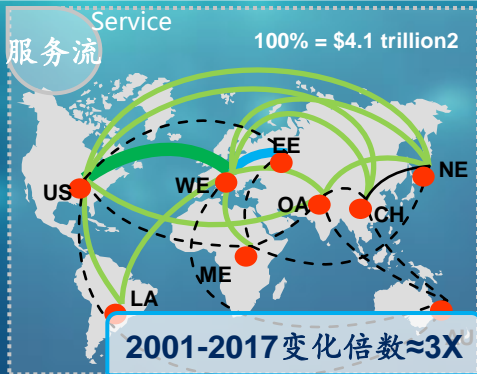 Service
服务流
100% = $4.1 trillion2
EE
NE
WE
US
OA
CH
ME
LA
AU
2001-2017变化倍数≈3X